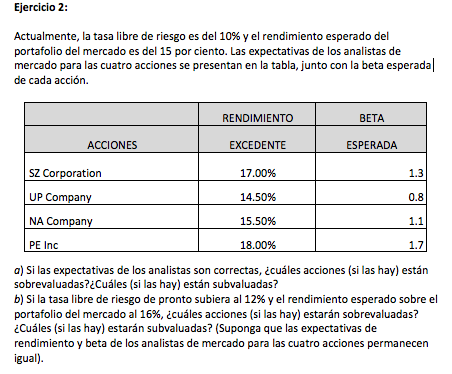 Ejercicio 2:
Actualmente, la tasa libre de riesgo es del 10% y el rendimiento esperado del
portafolio del mercado es del 15 por ciento. Las expectativas de los analistas de
mercado para las cuatro acciones se presentan en la tabla, junto con la beta esperada
de cada acción.
RENDIMIENTO BETA
ACCIONES EXCEDENTE ESPERADA
SZ Corporation 17.00% 1.3
UP Company 14.50% 0.8
NA Company 15.50% 1.1
PE Inc 18.00% 1.7
a) Si las expectativas de los analistas son correctas, ¿cuáles acciones (si las hay) están
sobrevaluadas?¿Cuáles (si las hay) están subvaluadas?
b) Si la tasa libre de riesgo de pronto subiera al 12% y el rendimiento esperado sobre el
portafolio del mercado al 16%, ¿cuáles acciones (si las hay) estarán sobrevaluadas?
¿Cuáles (si las hay) estarán subvaluadas? (Suponga que las expectativas de
rendimiento y beta de los analistas de mercado para las cuatro acciones permanecen
igual).